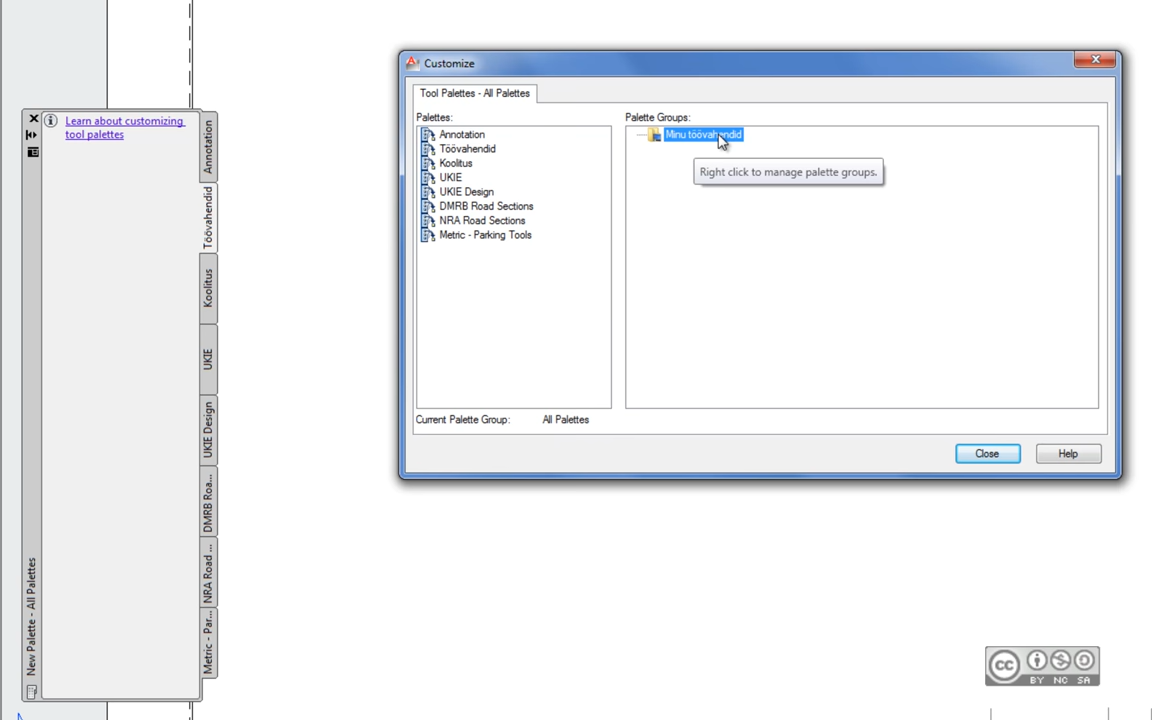 Customize
Tool Palettes - All Palettes
Palettes:
Annotation
Töövahendid
Koolitus
UKIE
UKIE Design
DMRB Road Sections
NRA Road Sections
Metric - Parking Tools
Palette Groups:
Minu töövahendid
Right click to manage palette groups.
Current Palette Group: All Palettes
Close
Help
Learn about customizing
tool palettes
Annotation
Töövahendid
Koolitus
UKIE
UKIE Design
DMRB Roa...
NRA Road ...
Metric - Par...
New Palette - All Palettes
cc
BY NC SA